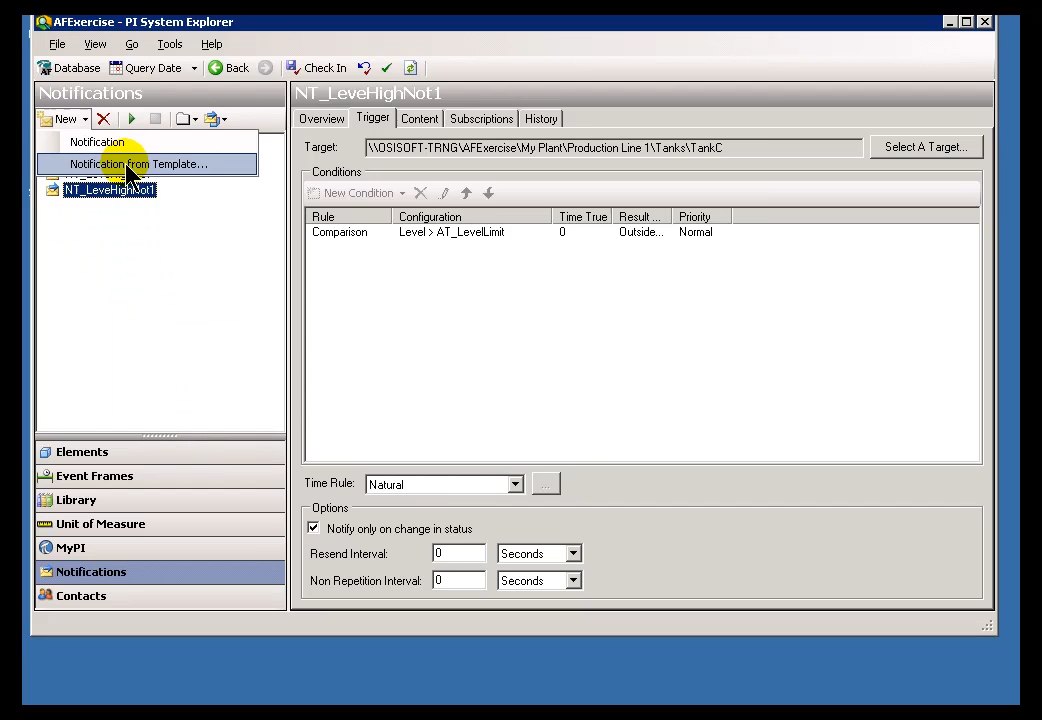 AFExercise - PI System Explorer
File View Go Tools Help
Database Query Date Back Check In
Notifications
NT_LeveHighNot1
New
Overview Trigger Content Subscriptions History
Notification
Target: \\OSISOFT-TRNG\AFExercise\My Plant\Production Line 1\Tanks\TankC Select A Target...
Notification from Template...
Conditions
NT_LeveHighNot1
New Condition
Rule Configuration Time True Result ... Priority
Comparison Level > AT_LevelLimit 0 Outside... Normal
Elements
Event Frames
Library
Unit of Measure
MyPI
Notifications
Contacts
Time Rule: Natural ...
Options
Notify only on change in status
Resend Interval: 0 Seconds
Non Repetition Interval: 0 Seconds